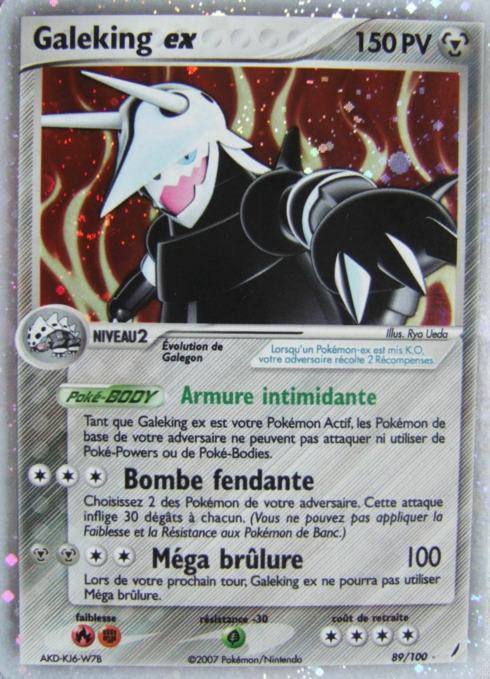 Galeking ex 150 PV
Illus. Ryo Ueda
NIVEAU2
Évolution de
Galegon
Lorsqu'un Pokémon-ex est mis K.O,
votre adversaire récolte 2 Récompenses.
Poké-BODY Armure intimidante
Tant que Galeking ex est votre Pokémon Actif, les Pokémon de
base de votre adversaire ne peuvent pas attaquer ni utiliser de
Poké-Powers ou de Poké-Bodies.
Bombe fendante
Choisissez 2 des Pokémon de votre adversaire. Cette attaque
inflige 30 dégâts à chacun. (Vous ne pouvez pas appliquer la
Faiblesse et la Résistance aux Pokémon de Banc.)
Méga brûlure 100
Lors de votre prochain tour, Galeking ex ne pourra pas utiliser
Méga brûlure.
faiblesse résistance -30 coût de retraite
AKD-KJ6-W7B ©2007 Pokémon/Nintendo 89/100